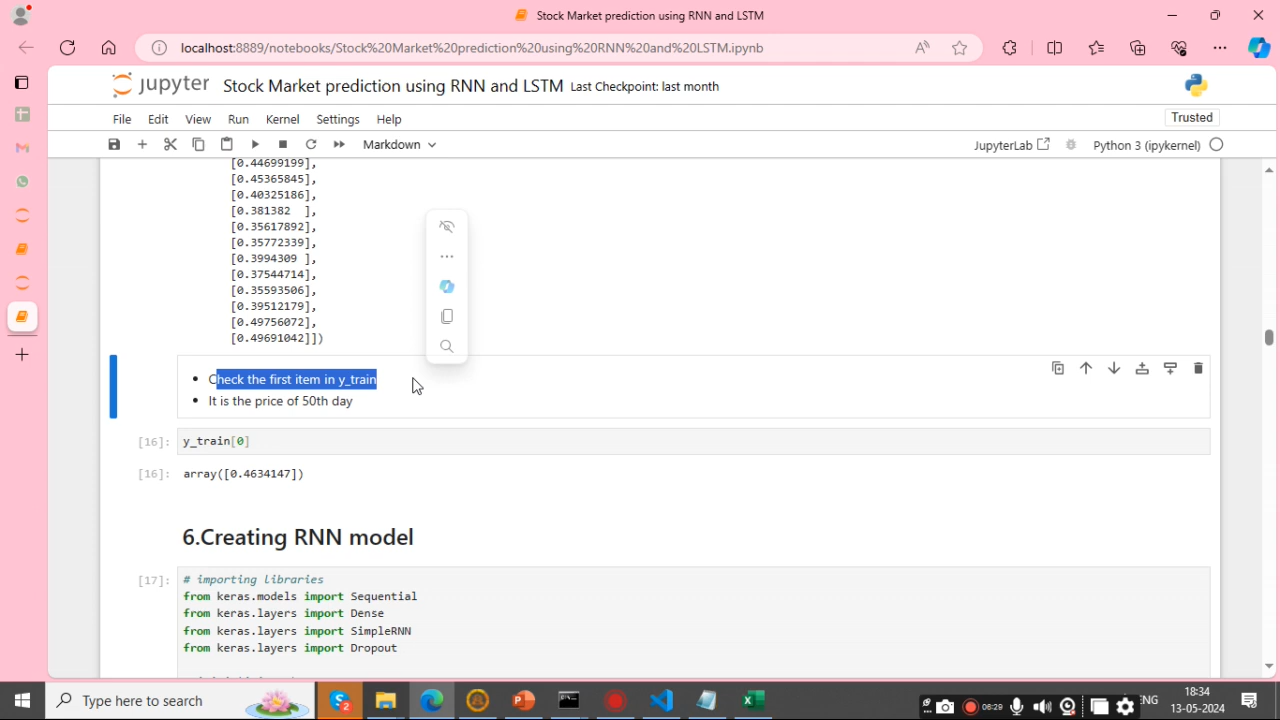 Stock Market prediction using RNN and LSTM
localhost:8889/notebooks/Stock%20Market%20prediction%20using%20RNN%20and%20LSTM.ipynb
jupyter Stock Market prediction using RNN and LSTM Last Checkpoint: last month
File Edit View Run Kernel Settings Help Trusted
Markdown JupyterLab Python 3 (ipykernel)
[0.44699199],
[0.45365845],
[0.40325186],
[0.381382  ],
[0.35617892],
[0.35772339],
[0.3994309 ],
[0.37544714],
[0.35593506],
[0.39512179],
[0.49756072],
[0.49691042]])
• Check the first item in y_train
• It is the price of 50th day
[16]: y_train[0]
[16]: array([0.4634147])
6.Creating RNN model
[17]: # importing libraries
from keras.models import Sequential
from keras.layers import Dense
from keras.layers import SimpleRNN
from keras.layers import Dropout
Type here to search
06:29
ENG
18:34
13-05-2024